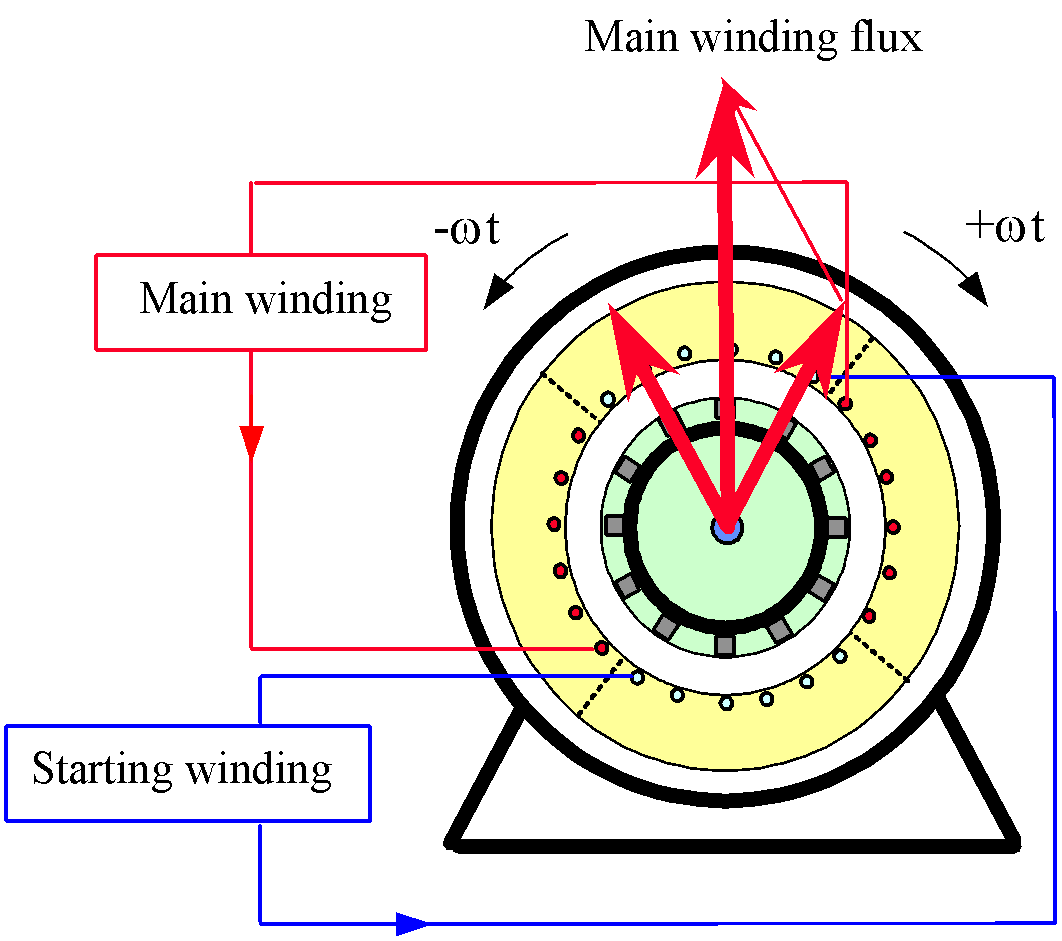 Main winding flux
-ωt
+ωt
Main winding
Starting winding